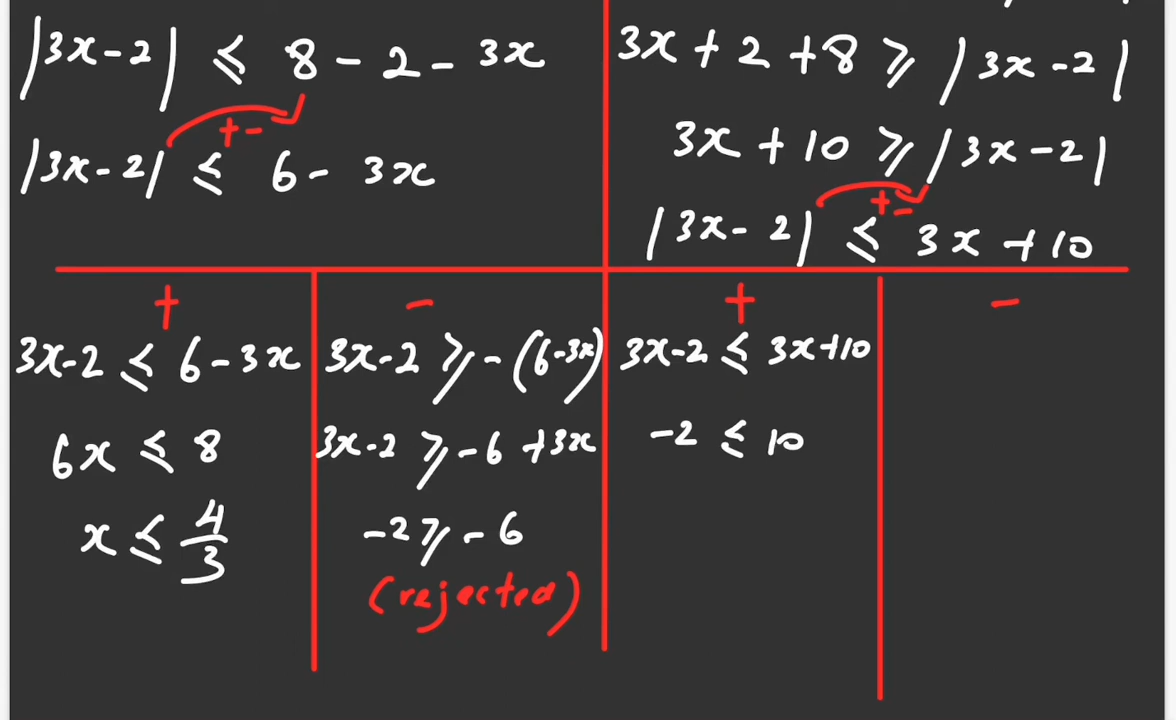 |3x-2| ≤ 8 - 2 - 3x
+ -
|3x-2| ≤ 6 - 3x
3x + 2 + 8 ≥ |3x-2|
3x + 10 ≥ |3x-2|
+ -
|3x-2| ≤ 3x + 10
+
3x-2 ≤ 6-3x
6x ≤ 8
x ≤ 4/3
-
3x-2 ≥ -(6-3x)
3x-2 ≥ -6+3x
-2 ≥ -6
(rejected)
+
3x-2 ≤ 3x+10
-2 ≤ 10
-